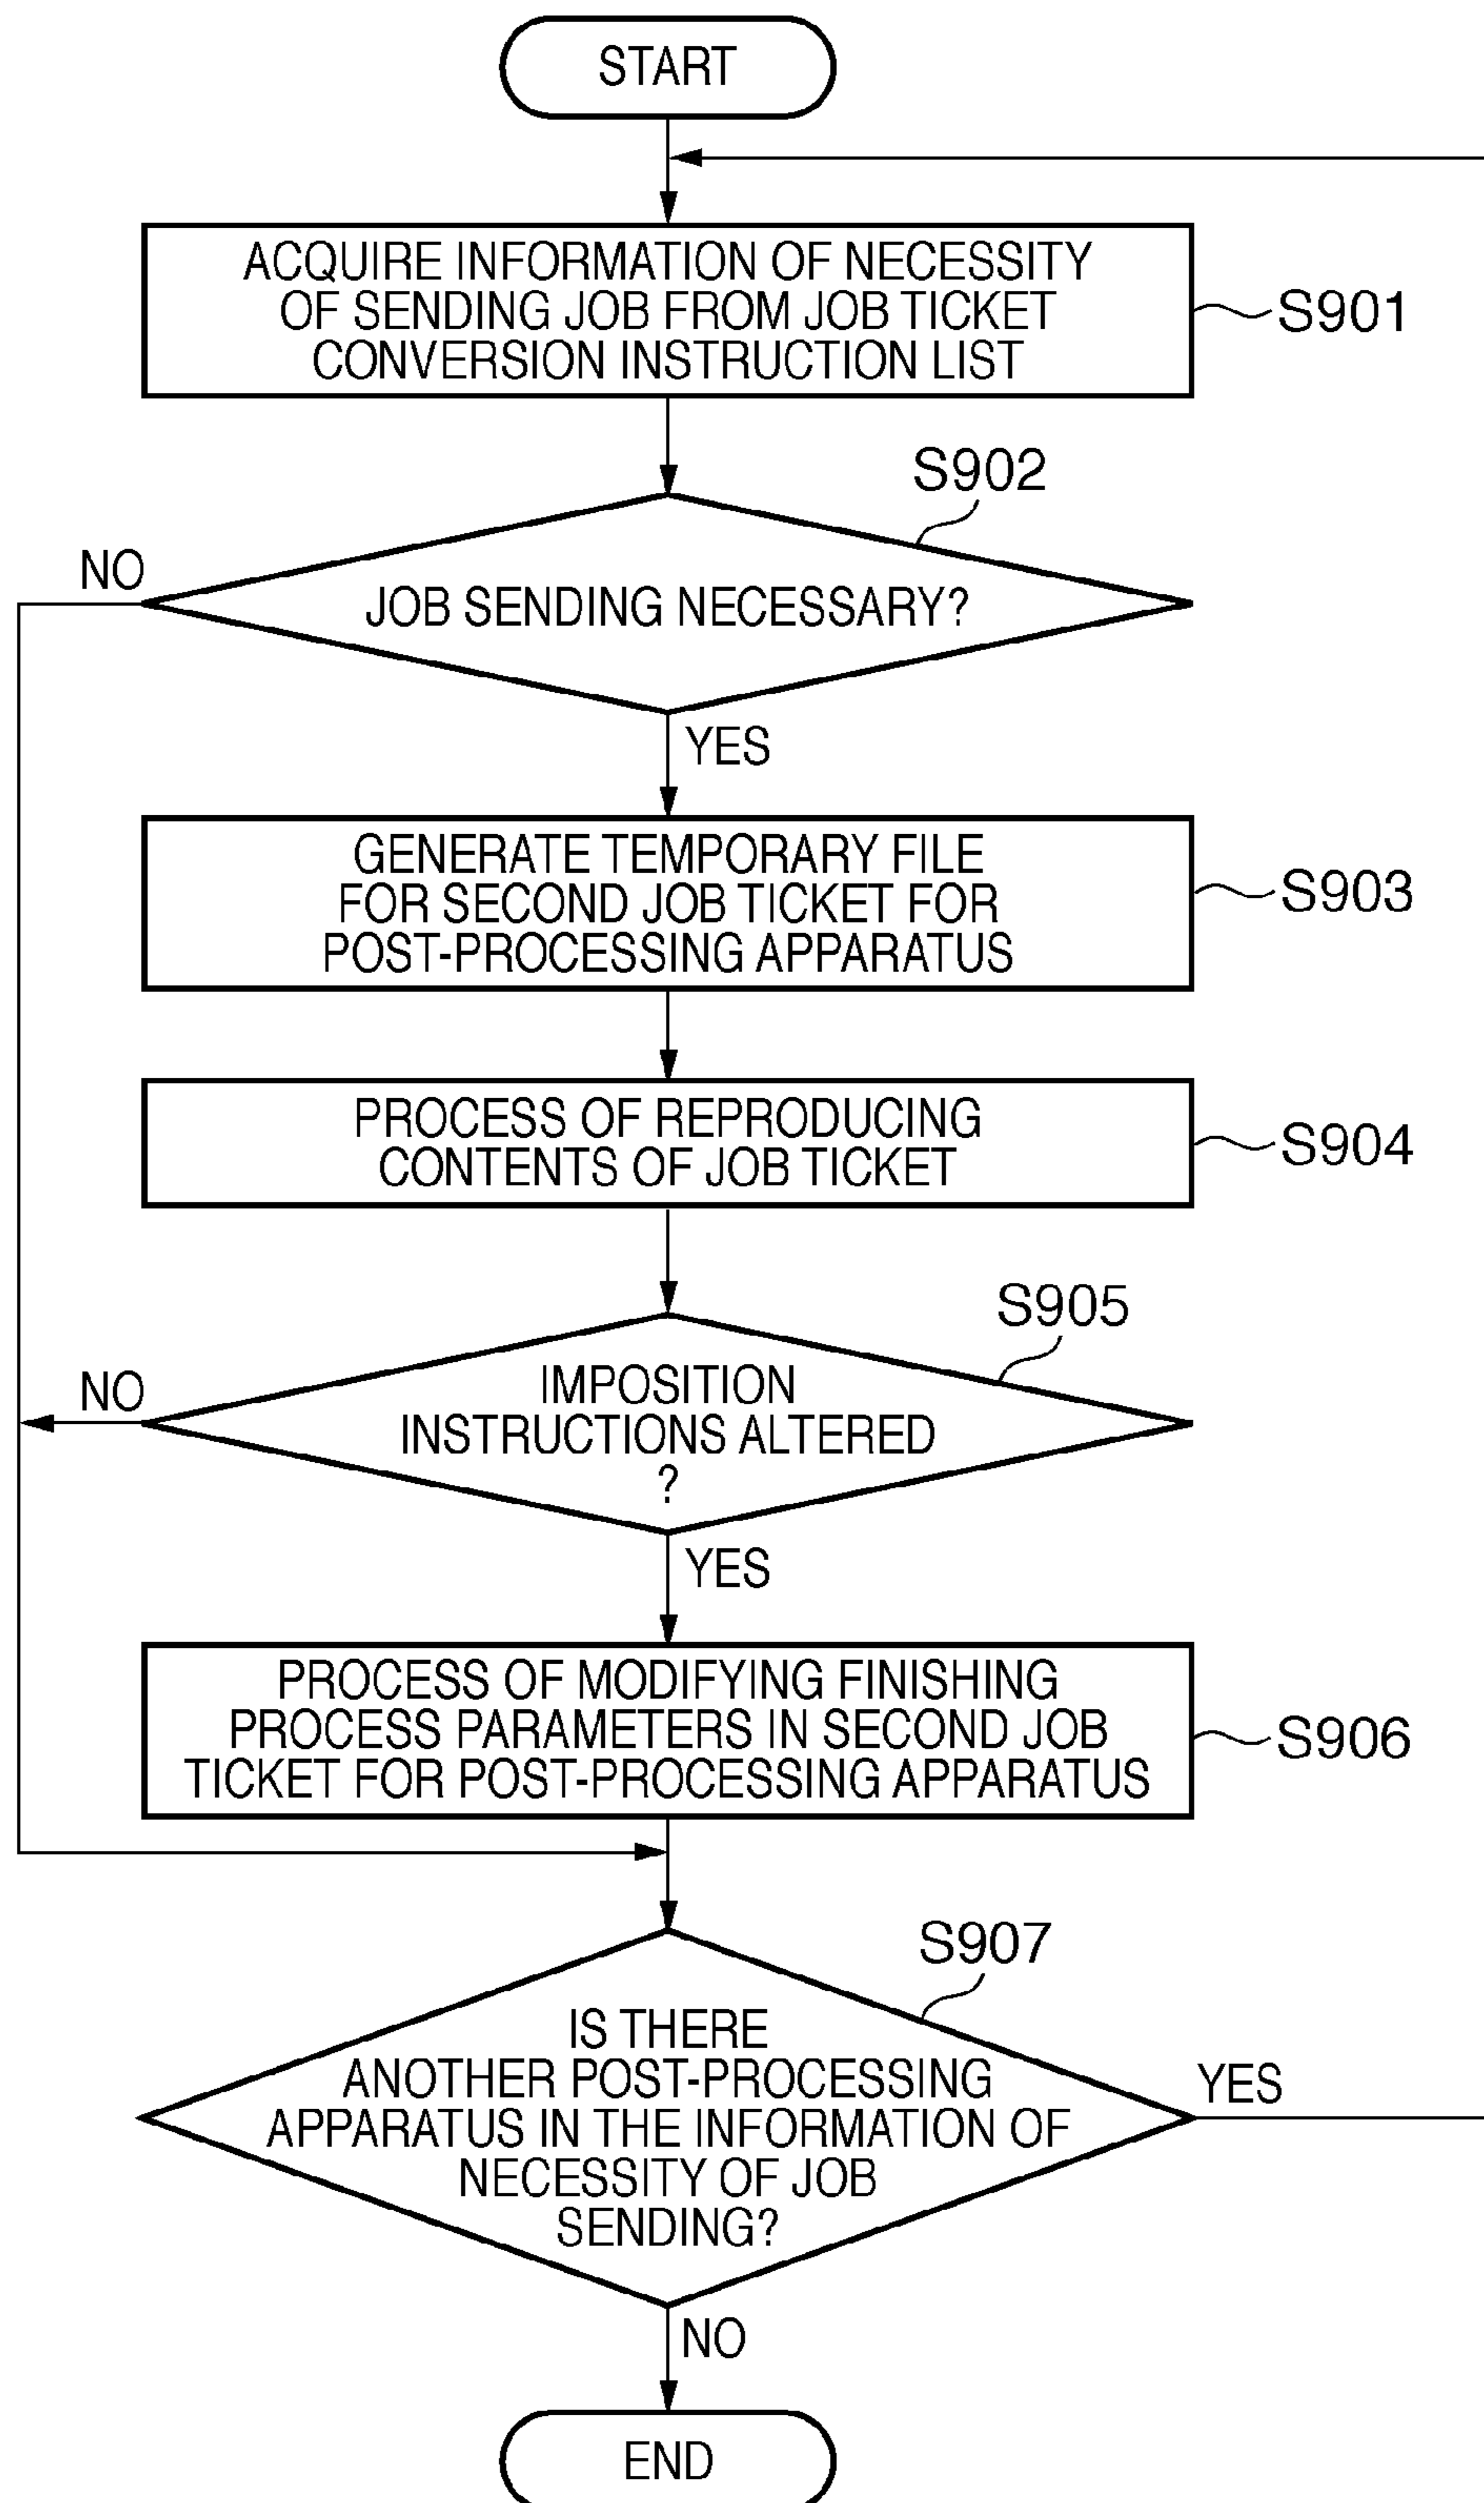 START
ACQUIRE INFORMATION OF NECESSITY
OF SENDING JOB FROM JOB TICKET
CONVERSION INSTRUCTION LIST
S901
S902
NO
JOB SENDING NECESSARY?
YES
GENERATE TEMPORARY FILE
FOR SECOND JOB TICKET FOR
POST-PROCESSING APPARATUS
S903
PROCESS OF REPRODUCING
CONTENTS OF JOB TICKET
S904
S905
NO
IMPOSITION
INSTRUCTIONS ALTERED
?
YES
PROCESS OF MODIFYING FINISHING
PROCESS PARAMETERS IN SECOND JOB
TICKET FOR POST-PROCESSING APPARATUS
S906
S907
IS THERE
ANOTHER POST-PROCESSING
APPARATUS IN THE INFORMATION OF
NECESSITY OF JOB
SENDING?
YES
NO
END